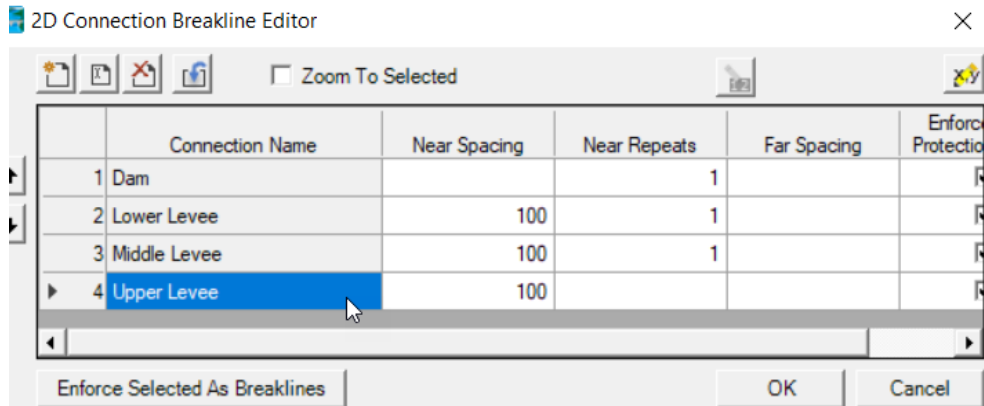 2D Connection Breakline Editor
Zoom To Selected
Connection Name Near Spacing Near Repeats Far Spacing Enforce Protectio
1 Dam 1
2 Lower Levee 100 1
3 Middle Levee 100 1
4 Upper Levee 100
Enforce Selected As Breaklines OK Cancel